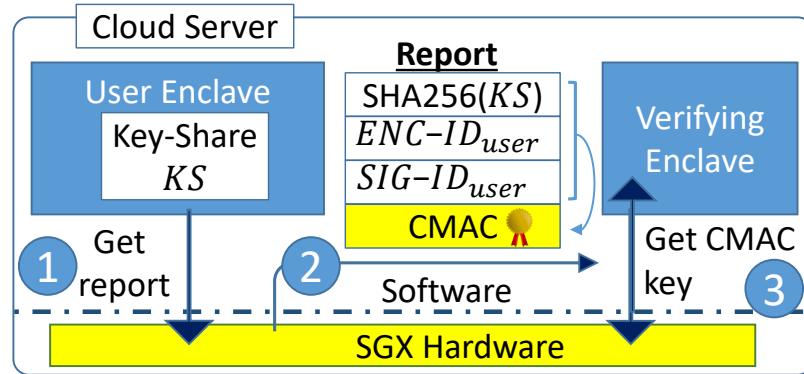 Cloud Server
Report
User Enclave
Key-Share
KS
SHA256(KS)
ENC–ID_user
SIG–ID_user
CMAC
Verifying
Enclave
1
Get
report
2
Software
Get CMAC
key
3
SGX Hardware